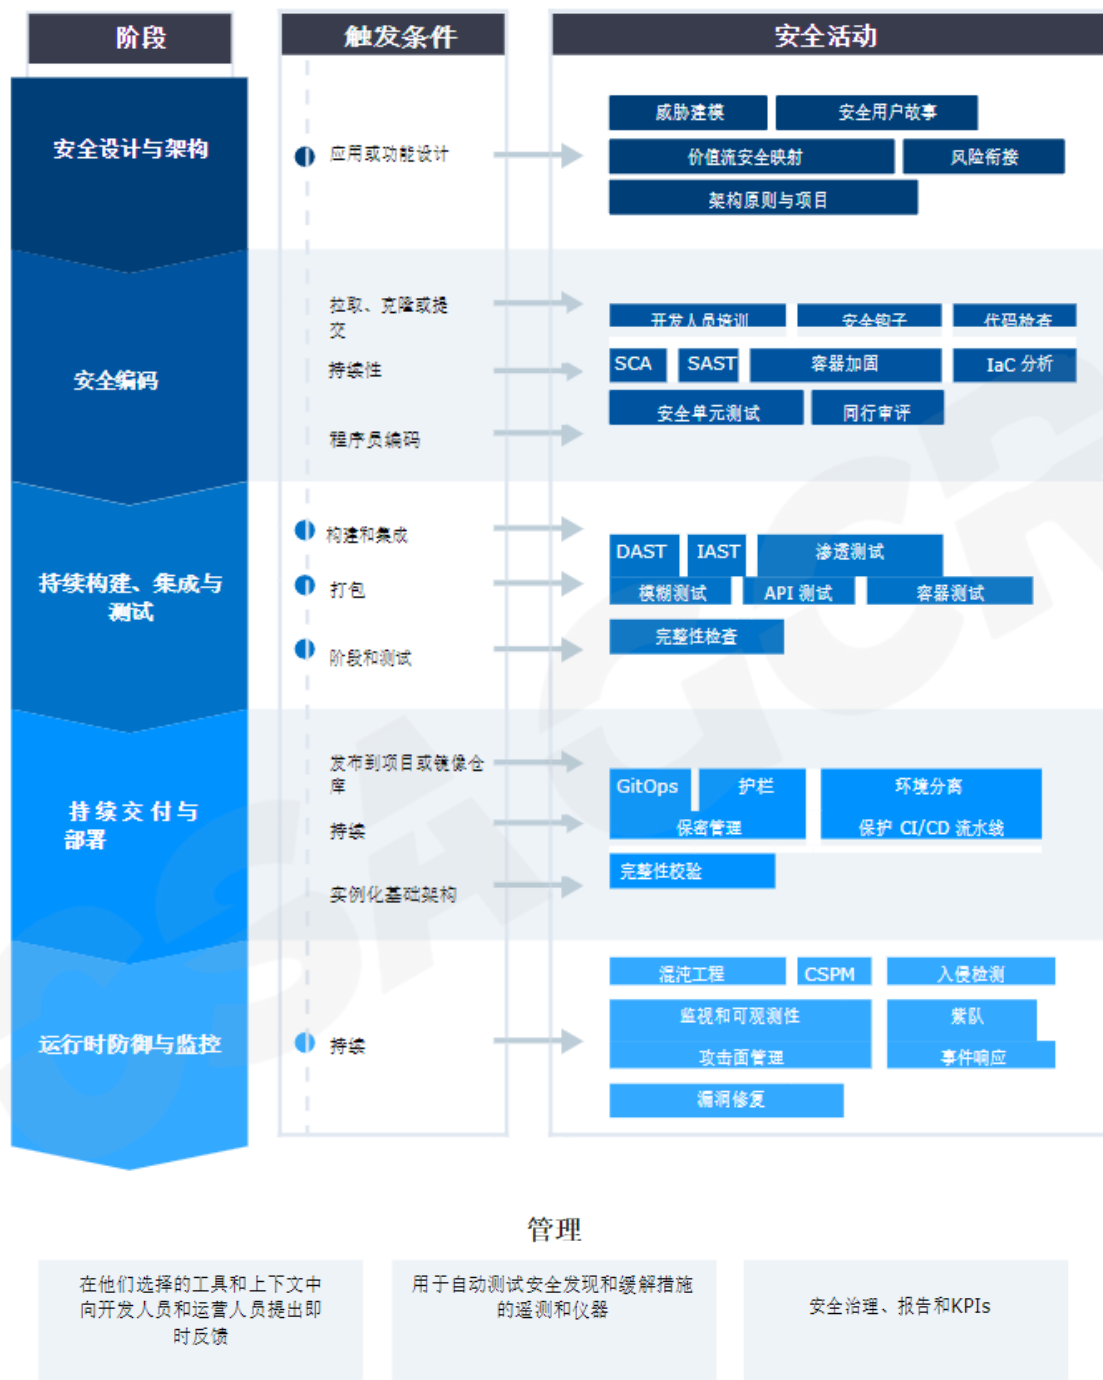 阶段
触发条件
安全活动
安全设计与架构
应用或功能设计
威胁建模
安全用户故事
价值流安全映射
风险衔接
架构原则与项目
安全编码
拉取、克隆或提
交
持续性
程序员编码
开发人员培训
安全钩子
代码检查
SCA
SAST
容器加固
IaC 分析
安全单元测试
同行审评
持续构建、集成与
测试
构建和集成
打包
阶段和测试
DAST
IAST
渗透测试
模糊测试
API 测试
容器测试
完整性检查
持续交付与
部署
发布到项目或镜像仓
库
持续
实例化基础架构
GitOps
护栏
环境分离
保密管理
保护 CI/CD 流水线
完整性校验
运行时防御与监控
持续
混沌工程
CSPM
入侵检测
监视和可观测性
紫队
攻击面管理
事件响应
漏洞修复
管理
在他们选择的工具和上下文中
向开发人员和运营人员提出即
时反馈
用于自动测试安全发现和缓解措施
的遥测和仪器
安全治理、报告和KPIs
CSA GCR